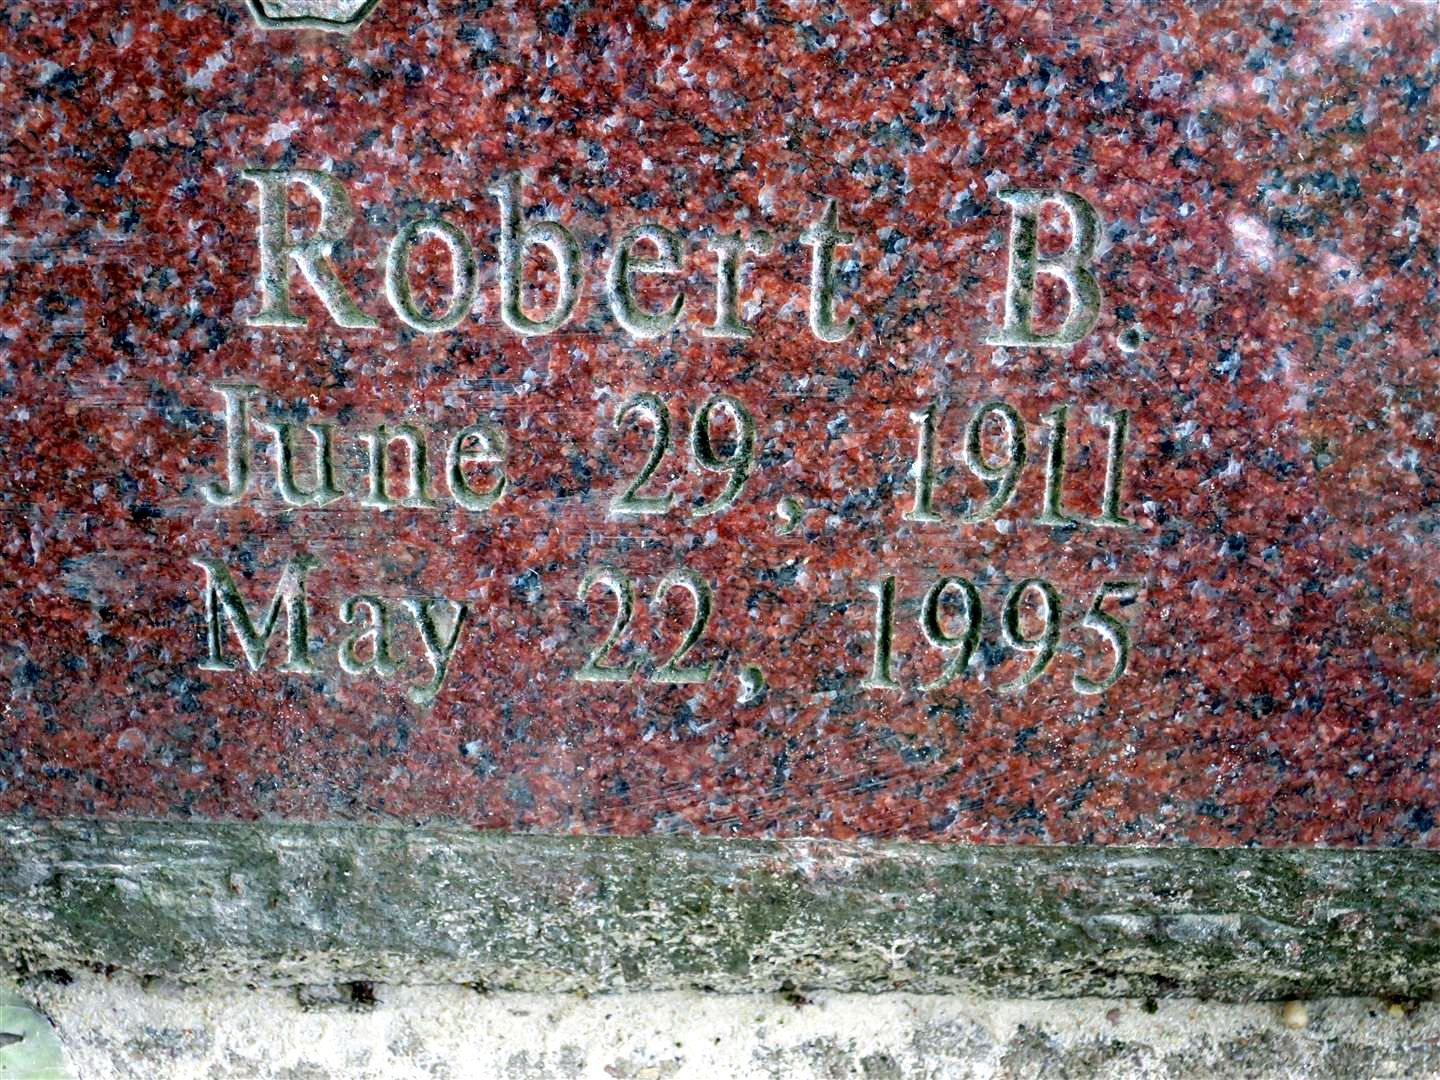 Robert B.
June 29, 1911
May 22, 1995